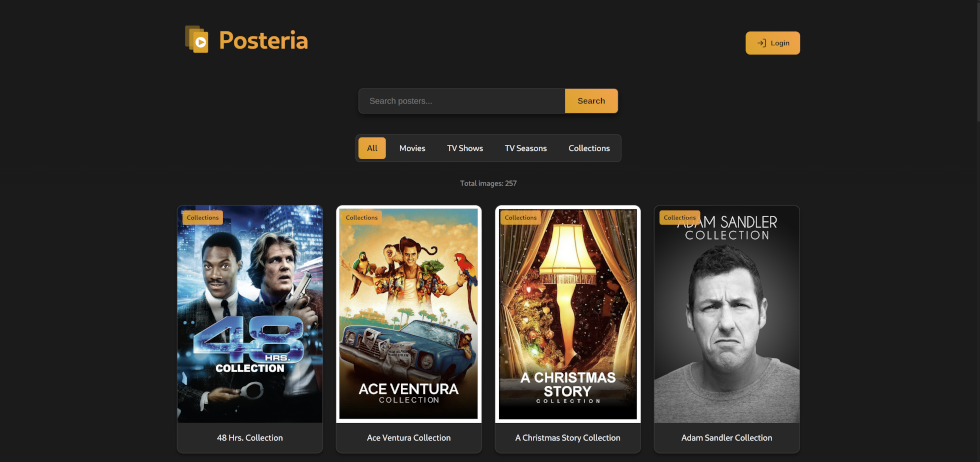 Posteria
Login
Search posters...
Search
All
Movies
TV Shows
TV Seasons
Collections
Total images: 257
Collections
48
HRS.
COLLECTION
48 Hrs. Collection
Collections
ACE VENTURA
COLLECTION
Ace Ventura Collection
Collections
A CHRISTMAS
STORY
COLLECTION
A Christmas Story Collection
Collections
ADAM SANDLER
COLLECTION
Adam Sandler Collection